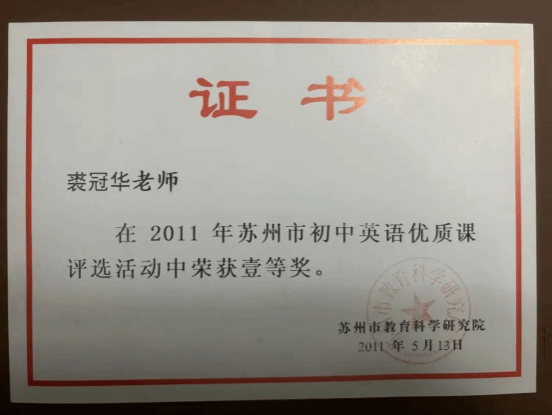 证书
裘冠华老师
在 2011 年苏州市初中英语优质课
评选活动中荣获壹等奖。
苏州市教育科学研究院
2011 年 5 月 13日